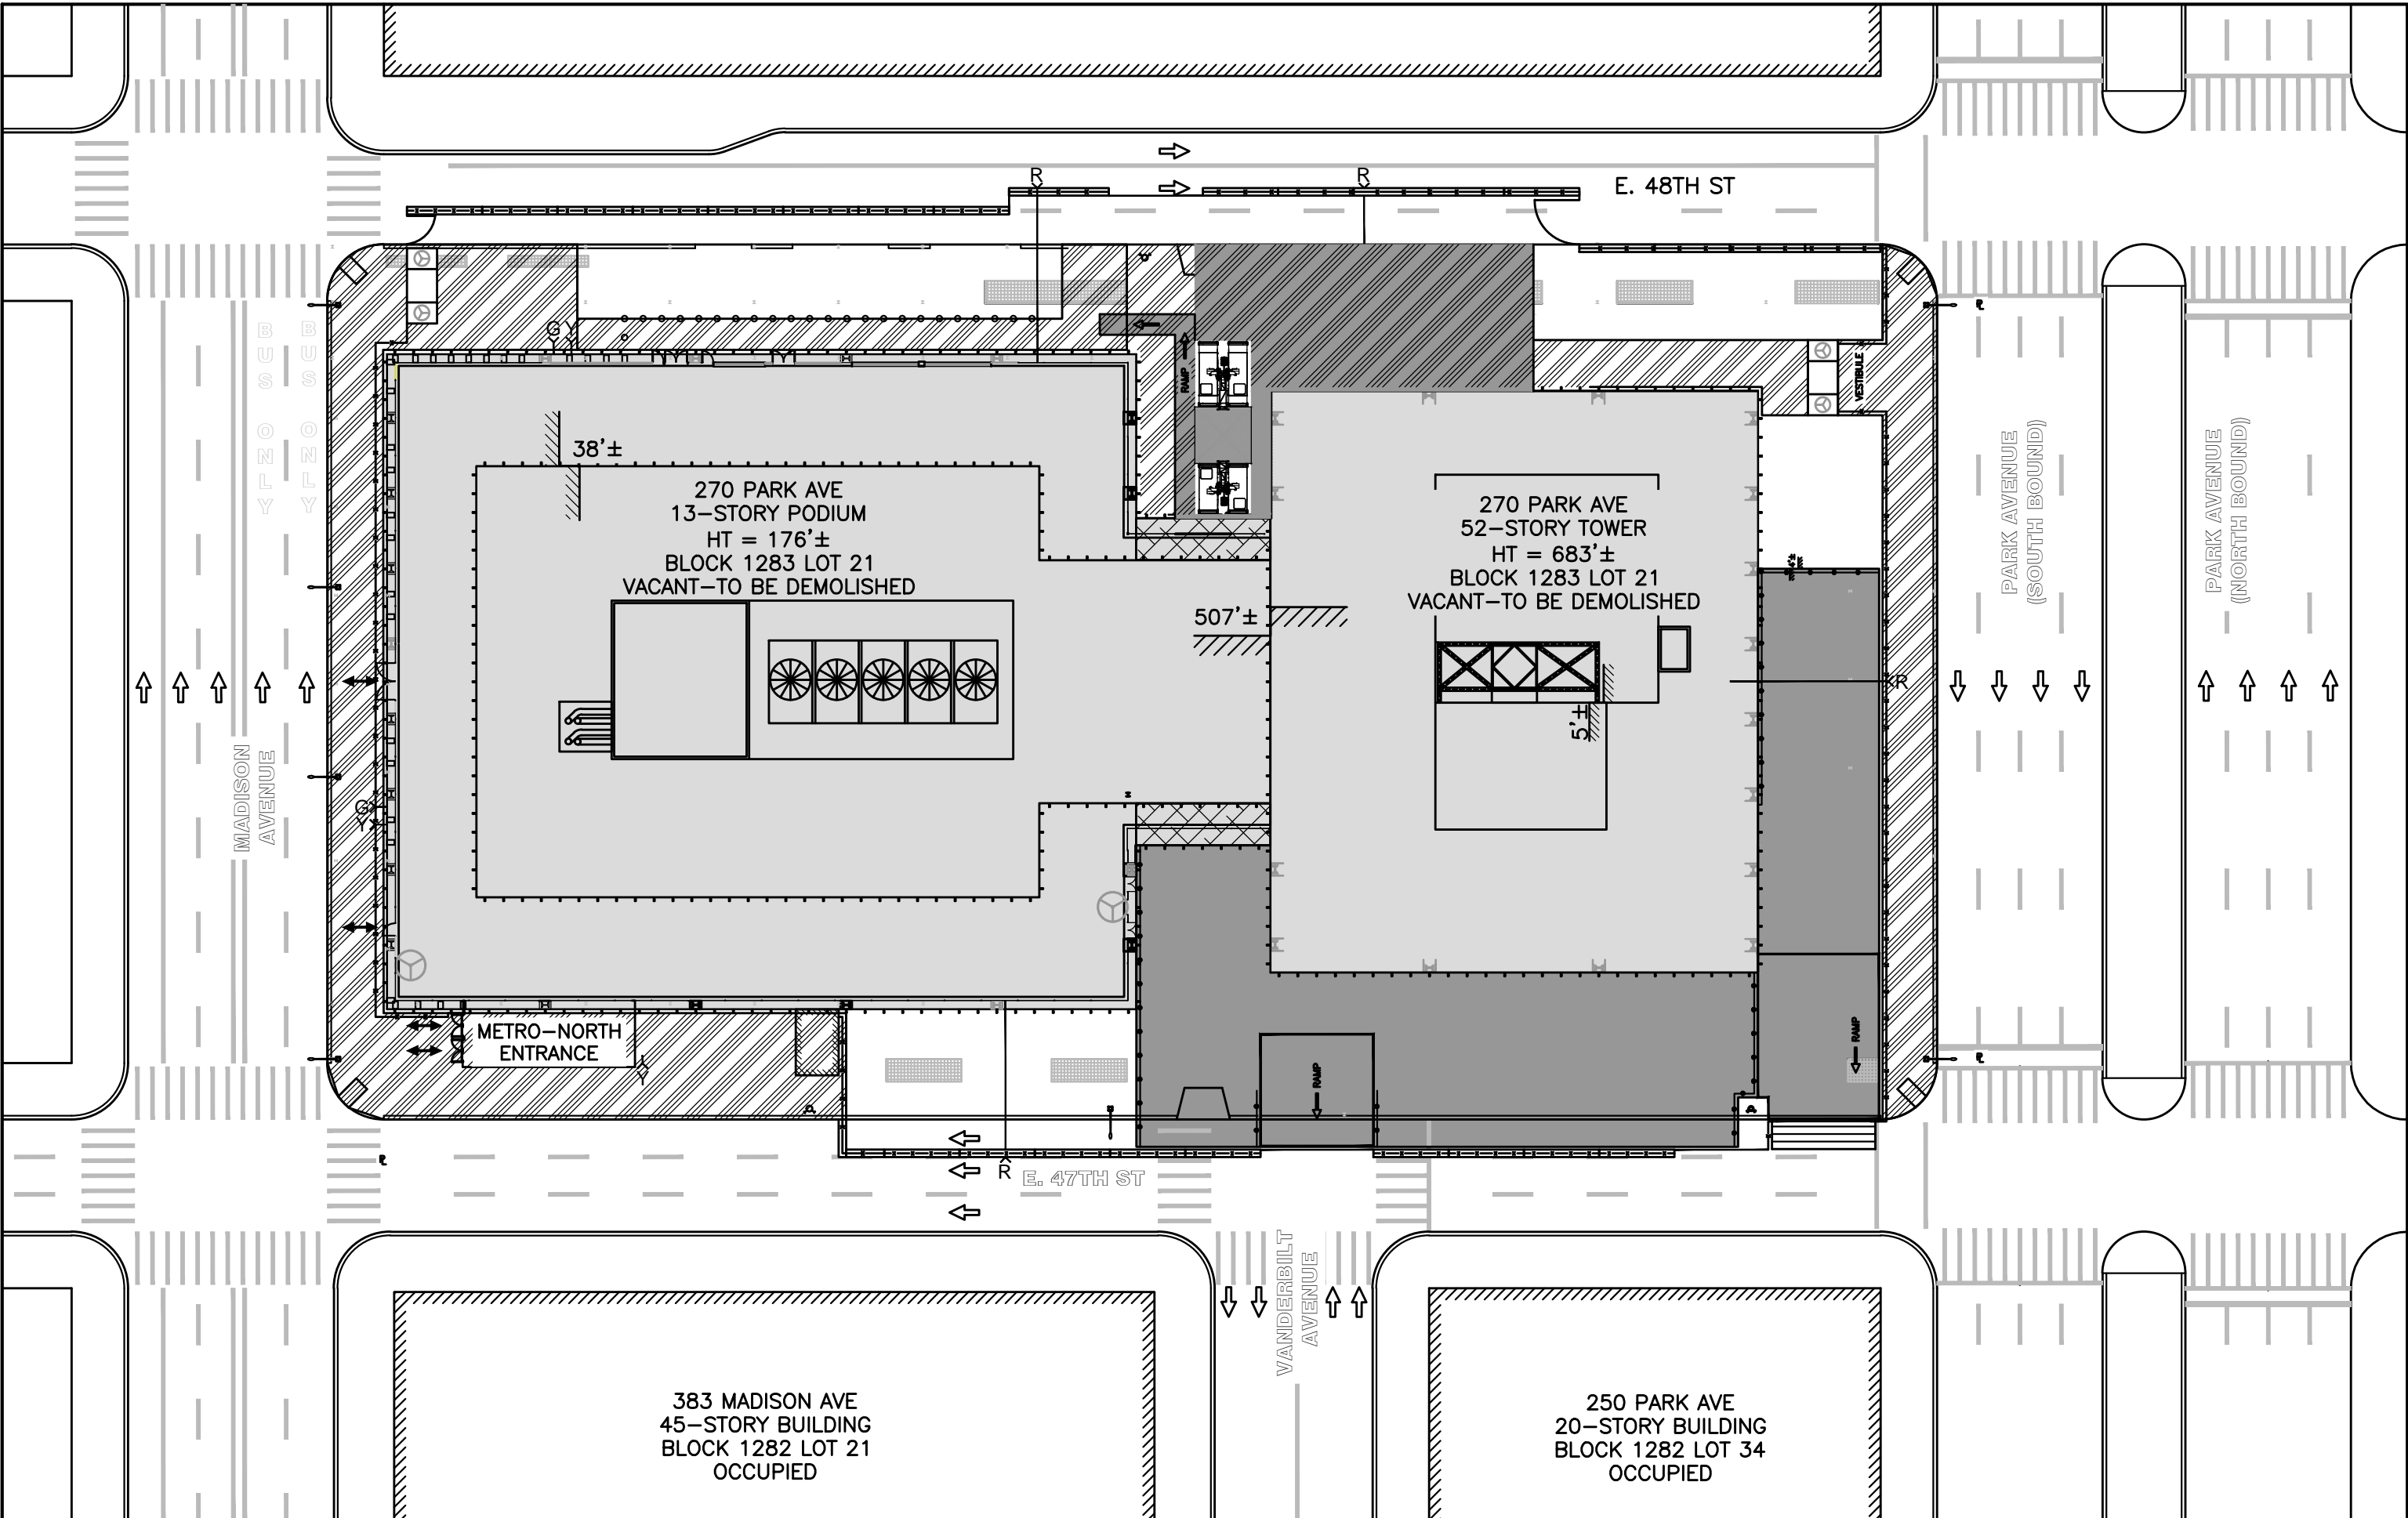 R
R
E. 48TH ST
BUS ONLY
BUS ONLY
G Y
Y
RAMP
VESTIBULE
38'±
270 PARK AVE
13-STORY PODIUM
HT = 176'±
BLOCK 1283 LOT 21
VACANT-TO BE DEMOLISHED
270 PARK AVE
52-STORY TOWER
HT = 683'±
BLOCK 1283 LOT 21
VACANT-TO BE DEMOLISHED
507'±
5'±
R
PARK AVENUE
(SOUTH BOUND)
PARK AVENUE
(NORTH BOUND)
MADISON
AVENUE
G
Y
METRO-NORTH
ENTRANCE
Y
RAMP
RAMP
R
E. 47TH ST
VANDERBILT
AVENUE
383 MADISON AVE
45-STORY BUILDING
BLOCK 1282 LOT 21
OCCUPIED
250 PARK AVE
20-STORY BUILDING
BLOCK 1282 LOT 34
OCCUPIED